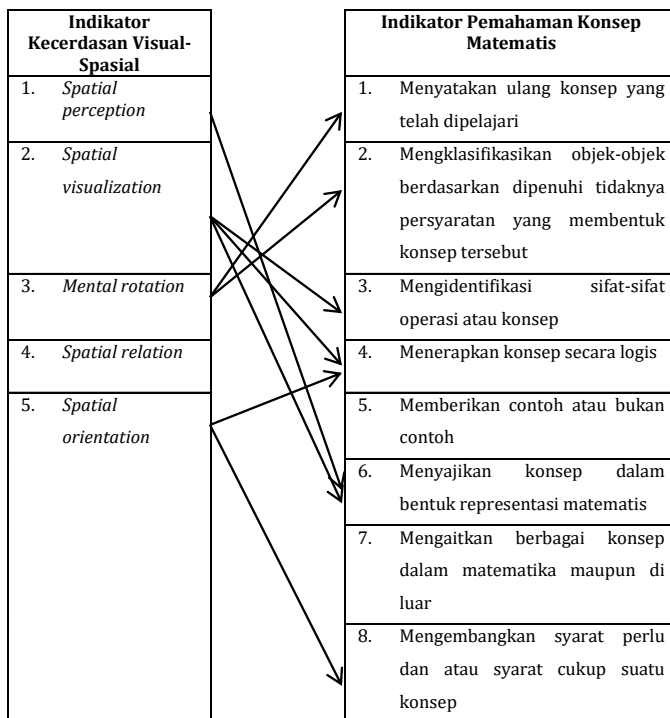 Indikator
Kecerdasan Visual-
Spasial
1. Spatial
perception
2. Spatial
visualization
3. Mental rotation
4. Spatial relation
5. Spatial
orientation
Indikator Pemahaman Konsep
Matematis
1. Menyatakan ulang konsep yang
telah dipelajari
2. Mengklasifikasikan objek-objek
berdasarkan dipenuhi tidaknya
persyaratan yang membentuk
konsep tersebut
3. Mengidentifikasi sifat-sifat
operasi atau konsep
4. Menerapkan konsep secara logis
5. Memberikan contoh atau bukan
contoh
6. Menyajikan konsep dalam
bentuk representasi matematis
7. Mengaitkan berbagai konsep
dalam matematika maupun di
luar
8. Mengembangkan syarat perlu
dan atau syarat cukup suatu
konsep